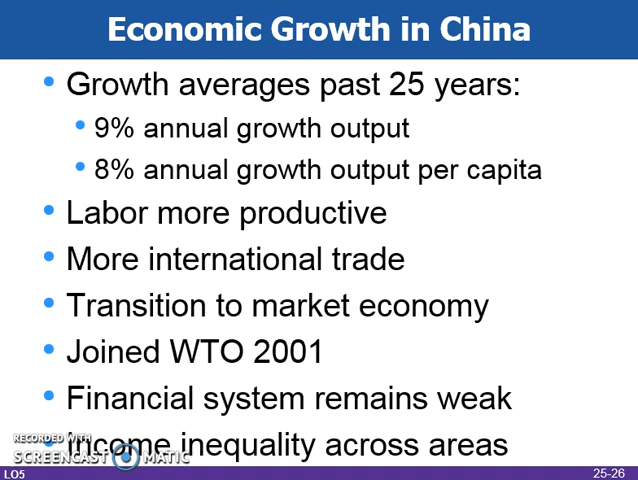 Economic Growth in China
• Growth averages past 25 years:
• 9% annual growth output
• 8% annual growth output per capita
• Labor more productive
• More international trade
• Transition to market economy
• Joined WTO 2001
• Financial system remains weak
• Income inequality across areas
RECORDED WITH
SCREENCAST MATIC
LO5
25-26